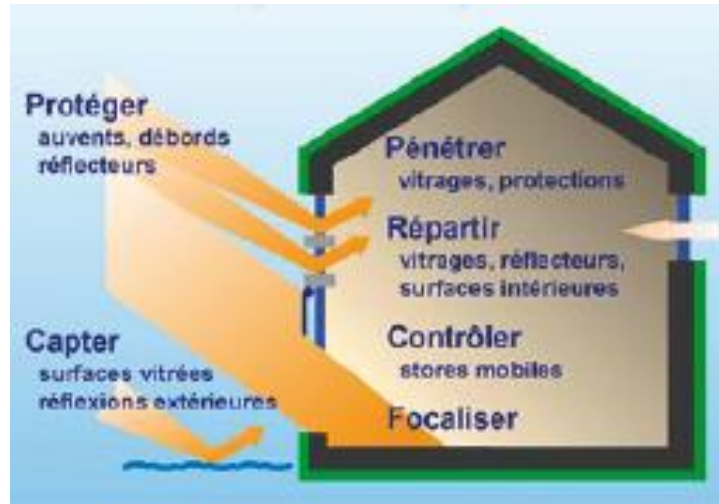 Protéger
auvents, débords
réflecteurs
Capter
surfaces vitrées
réflexions extérieures
Pénétrer
vitrages, protections
Répartir
vitrages, réflecteurs,
surfaces intérieures
Contrôler
stores mobiles
Focaliser